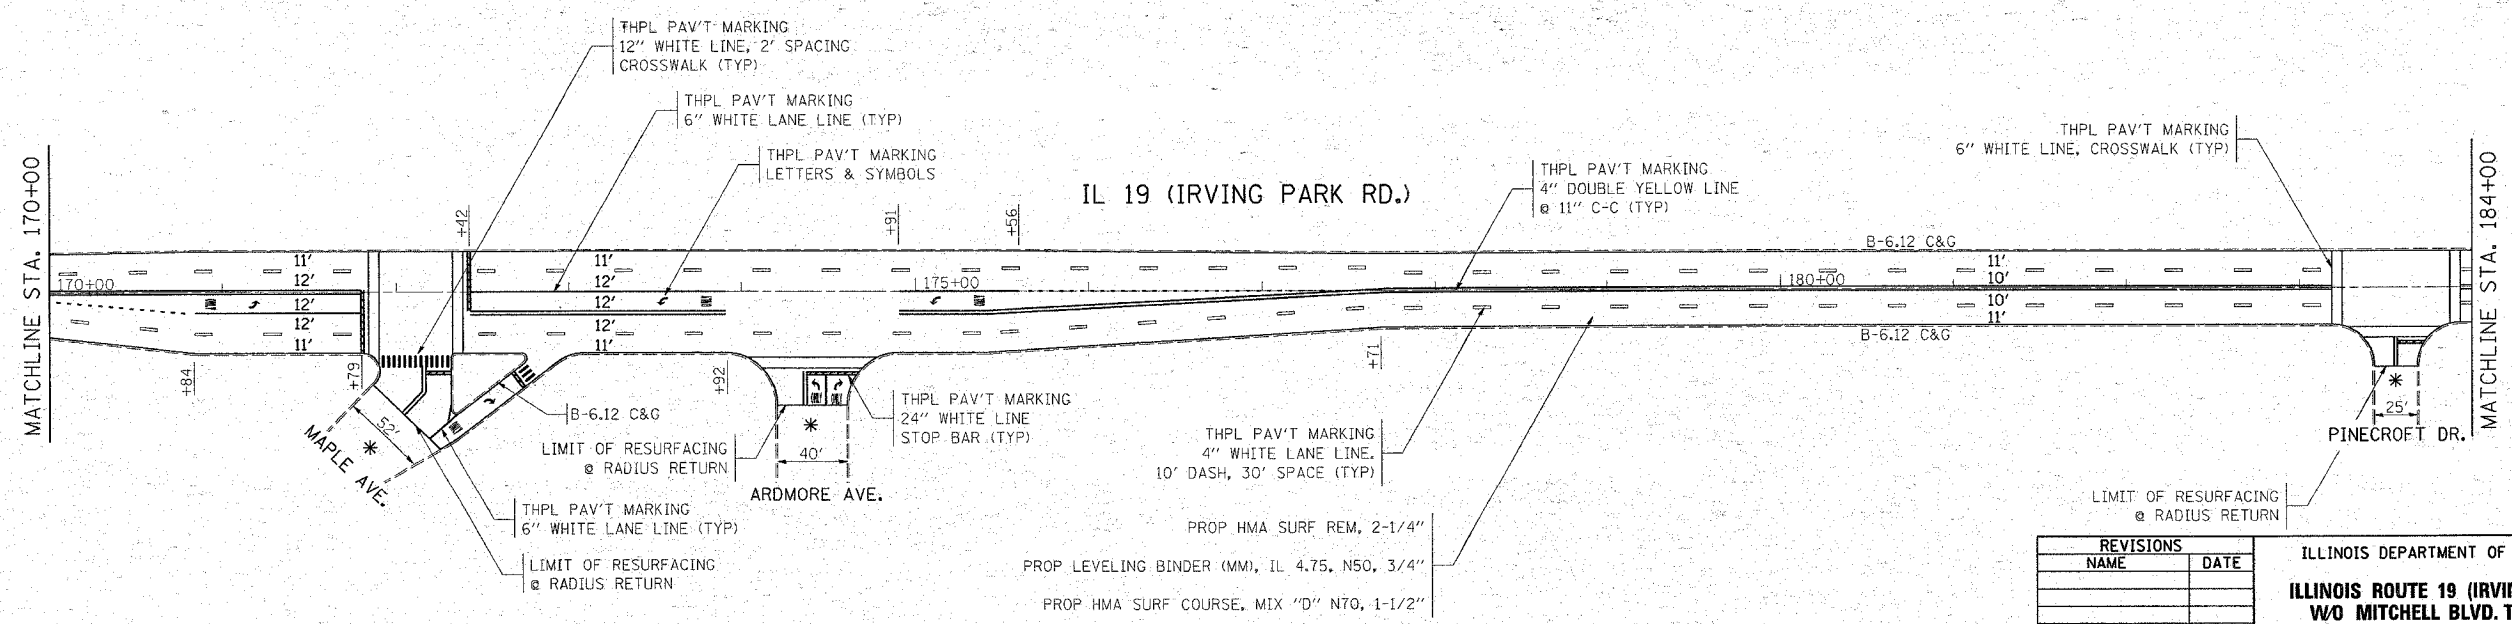 THPL PAV'T MARKING
12" WHITE LINE, 2' SPACING
CROSSWALK (TYP)
THPL PAV'T MARKING
6" WHITE LANE LINE (TYP)
THPL PAV'T MARKING
LETTERS & SYMBOLS
IL 19 (IRVING PARK RD.)
THPL PAV'T MARKING
4" DOUBLE YELLOW LINE
@ 11" C-C (TYP)
THPL PAV'T MARKING
6" WHITE LINE, CROSSWALK (TYP)
MATCHLINE STA. 170+00
MATCHLINE STA. 184+00
+42
+91
+56
B-6.12 C&G
11'
12'
12'
12'
11'
11'
12'
12'
12'
11'
11'
10'
10'
11'
170+00
175+00
180+00
B-6.12 C&G
+84
+79
+92
+71
52'
MAPLE AVE.
B-6.12 C&G
LIMIT OF RESURFACING
@ RADIUS RETURN
40'
ARDMORE AVE.
THPL PAV'T MARKING
24" WHITE LINE
STOP BAR (TYP)
THPL PAV'T MARKING
4" WHITE LANE LINE,
10' DASH, 30' SPACE (TYP)
25'
PINECROFT DR.
THPL PAV'T MARKING
6" WHITE LANE LINE (TYP)
LIMIT OF RESURFACING
@ RADIUS RETURN
PROP HMA SURF REM, 2-1/4"
PROP LEVELING BINDER (MM), IL 4.75, N50, 3/4"
PROP HMA SURF COURSE, MIX "D" N70, 1-1/2"
LIMIT OF RESURFACING
@ RADIUS RETURN
REVISIONS
NAME DATE
ILLINOIS DEPARTMENT OF
ILLINOIS ROUTE 19 (IRVI
W/O MITCHELL BLVD. T